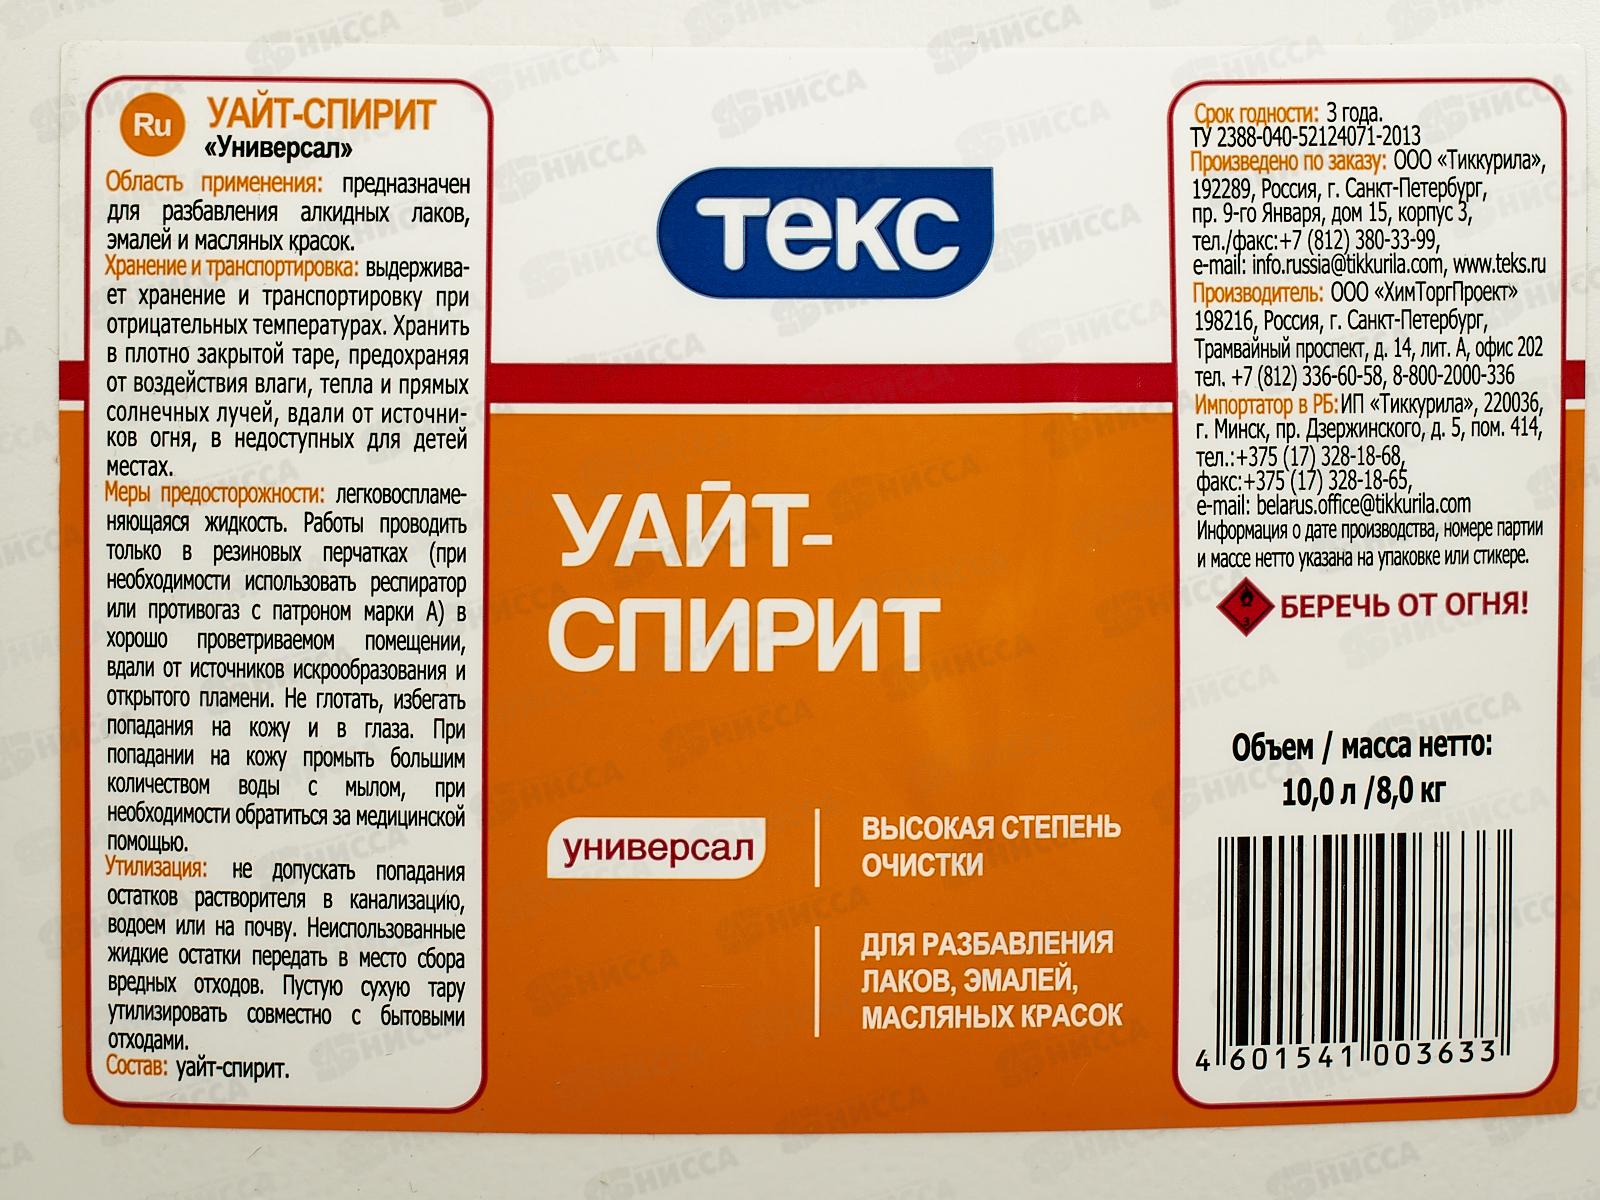 Ru
УАЙТ-СПИРИТ
«Универсал»
Область применения: предназначен
для разбавления алкидных лаков,
эмалей и масляных красок.
Хранение и транспортировка: выдержива-
ет хранение и транспортировку при
отрицательных температурах. Хранить
в плотно закрытой таре, предохраняя
от воздействия влаги, тепла и прямых
солнечных лучей, вдали от источни-
ков огня, в недоступных для детей
местах.
Меры предосторожности: легковоспламе-
няющаяся жидкость. Работы проводить
только в резиновых перчатках (при
необходимости использовать респиратор
или противогаз с патроном марки А) в
хорошо проветриваемом помещении,
вдали от источников искрообразования и
открытого пламени. Не глотать, избегать
попадания на кожу и в глаза. При
попадании на кожу промыть большим
количеством воды с мылом, при
необходимости обратиться за медицинской
помощью.
Утилизация: не допускать попадания
остатков растворителя в канализацию,
водоем или на почву. Неиспользованные
жидкие остатки передать в место сбора
вредных отходов. Пустую сухую тару
утилизировать совместно с бытовыми
отходами.
Состав: уайт-спирит.
текс
УАЙТ-
СПИРИТ
универсал
ВЫСОКАЯ СТЕПЕНЬ
ОЧИСТКИ
ДЛЯ РАЗБАВЛЕНИЯ
ЛАКОВ, ЭМАЛЕЙ,
МАСЛЯНЫХ КРАСОК
Срок годности: 3 года.
ТУ 2388-040-52124071-2013
Произведено по заказу: ООО «Тиккурила»,
192289, Россия, г. Санкт-Петербург,
пр. 9-го Января, дом 15, корпус 3,
тел./факс:+7 (812) 380-33-99,
e-mail: info.russia@tikkurila.com, www.teks.ru
Производитель: ООО «ХимТоргПроект»
198216, Россия, г. Санкт-Петербург,
Трамвайный проспект, д. 14, лит. А, офис 202
тел. +7 (812) 336-60-58, 8-800-2000-336
Импортатор в РБ: ИП «Тиккурила», 220036,
г. Минск, пр. Дзержинского, д. 5, пом. 414,
тел.:+375 (17) 328-18-68,
факс:+375 (17) 328-18-65,
e-mail: belarus.office@tikkurila.com
Информация о дате производства, номере партии
и массе нетто указана на упаковке или стикере.
3
БЕРЕЧЬ ОТ ОГНЯ!
Объем / масса нетто:
10,0 л /8,0 кг
4 601541 003633
НИССА